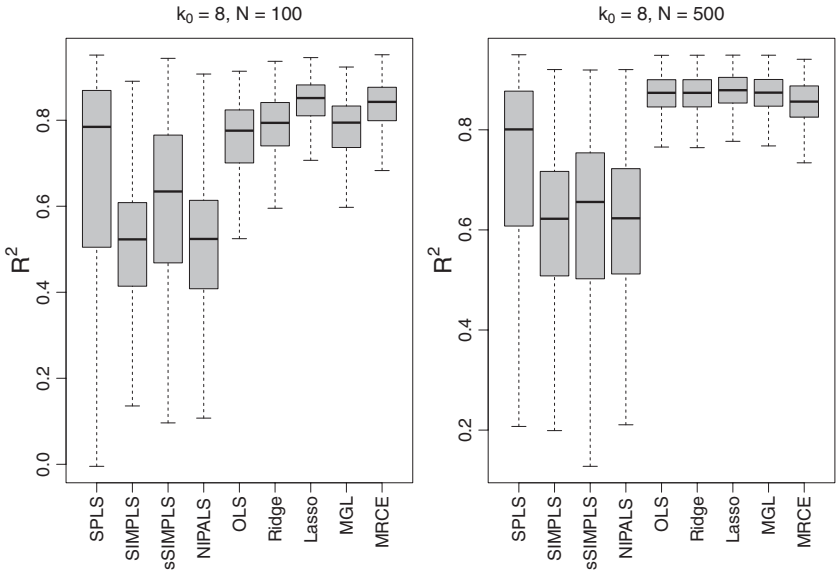 k₀ = 8, N = 100
R²
0.8
0.6
0.4
0.2
0.0
SPLS
SIMPLS
sSIMPLS
NIPALS
OLS
Ridge
Lasso
MGL
MRCE
k₀ = 8, N = 500
R²
0.8
0.6
0.4
0.2
SPLS
SIMPLS
sSIMPLS
NIPALS
OLS
Ridge
Lasso
MGL
MRCE